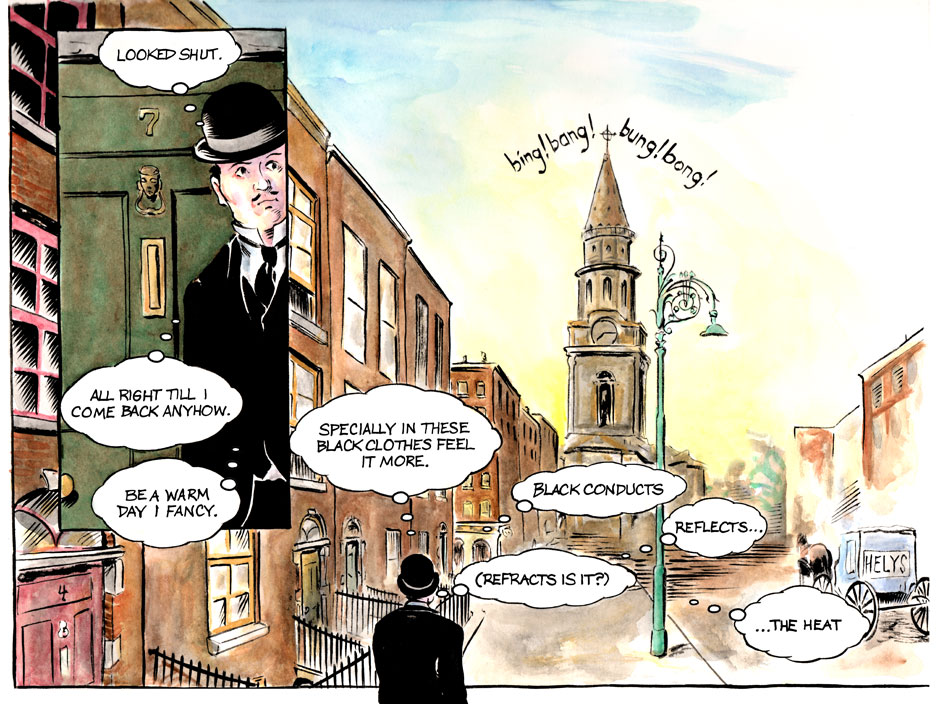 LOOKED SHUT.
7
ALL RIGHT TILL I
COME BACK ANYHOW.
BE A WARM
DAY I FANCY.
bing! bang! bung! bong!
SPECIALLY IN THESE
BLACK CLOTHES FEEL
IT MORE.
BLACK CONDUCTS
REFLECTS...
(REFRACTS IS IT?)
...THE HEAT
HELYS
4